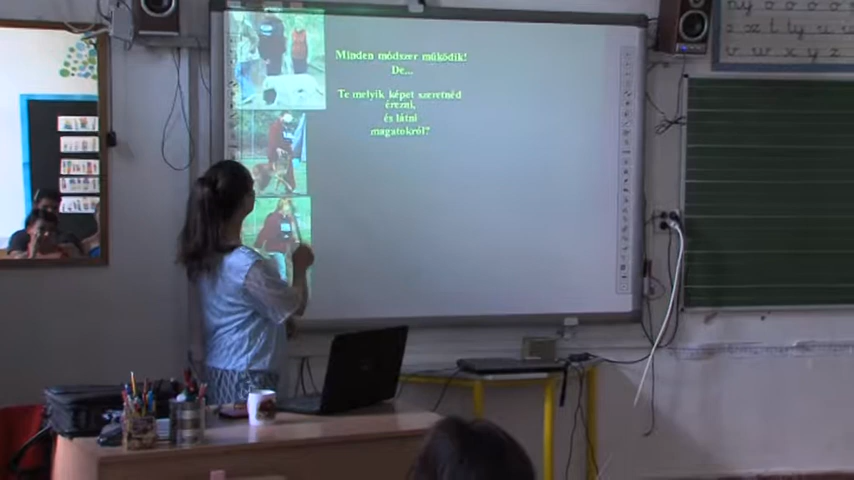 Minden módszer működik!
De...
Te melyik képet szeretnéd
érezni,
és látni
magatokról?